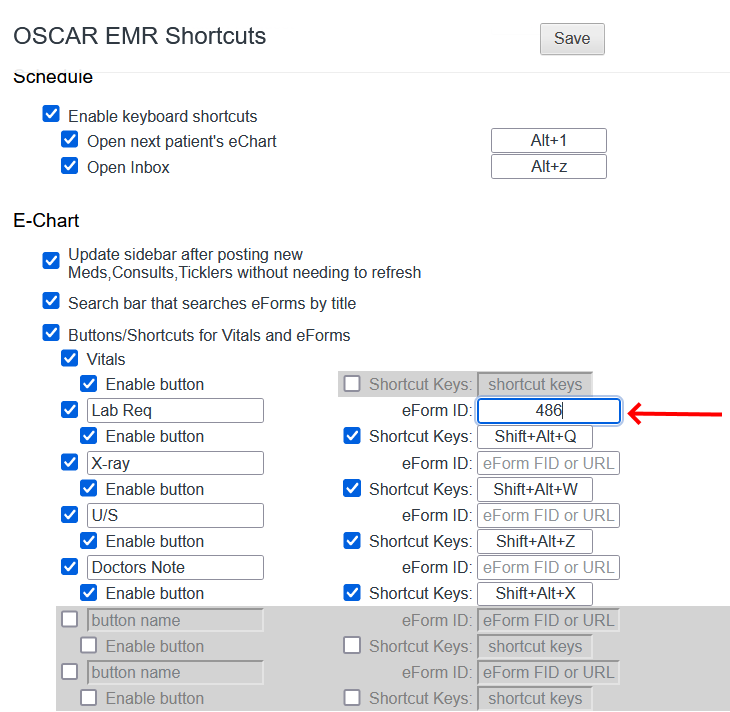 OSCAR EMR Shortcuts
Save
Schedule
Enable keyboard shortcuts
Open next patient's eChart Alt+1
Open Inbox Alt+z
E-Chart
Update sidebar after posting new
Meds,Consults,Ticklers without needing to refresh
Search bar that searches eForms by title
Buttons/Shortcuts for Vitals and eForms
Vitals
Enable button Shortcut Keys: shortcut keys
Lab Req eForm ID: 486
Enable button Shortcut Keys: Shift+Alt+Q
X-ray eForm ID: eForm FID or URL
Enable button Shortcut Keys: Shift+Alt+W
U/S eForm ID: eForm FID or URL
Enable button Shortcut Keys: Shift+Alt+Z
Doctors Note eForm ID: eForm FID or URL
Enable button Shortcut Keys: Shift+Alt+X
button name eForm ID: eForm FID or URL
Enable button Shortcut Keys: shortcut keys
button name eForm ID: eForm FID or URL
Enable button Shortcut Keys: shortcut keys